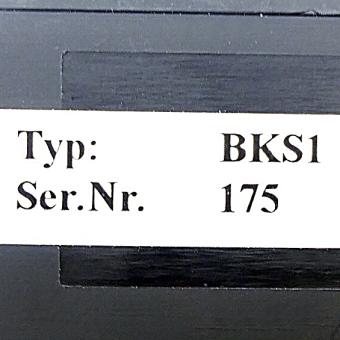 Typ: BKS1
Ser.Nr. 175